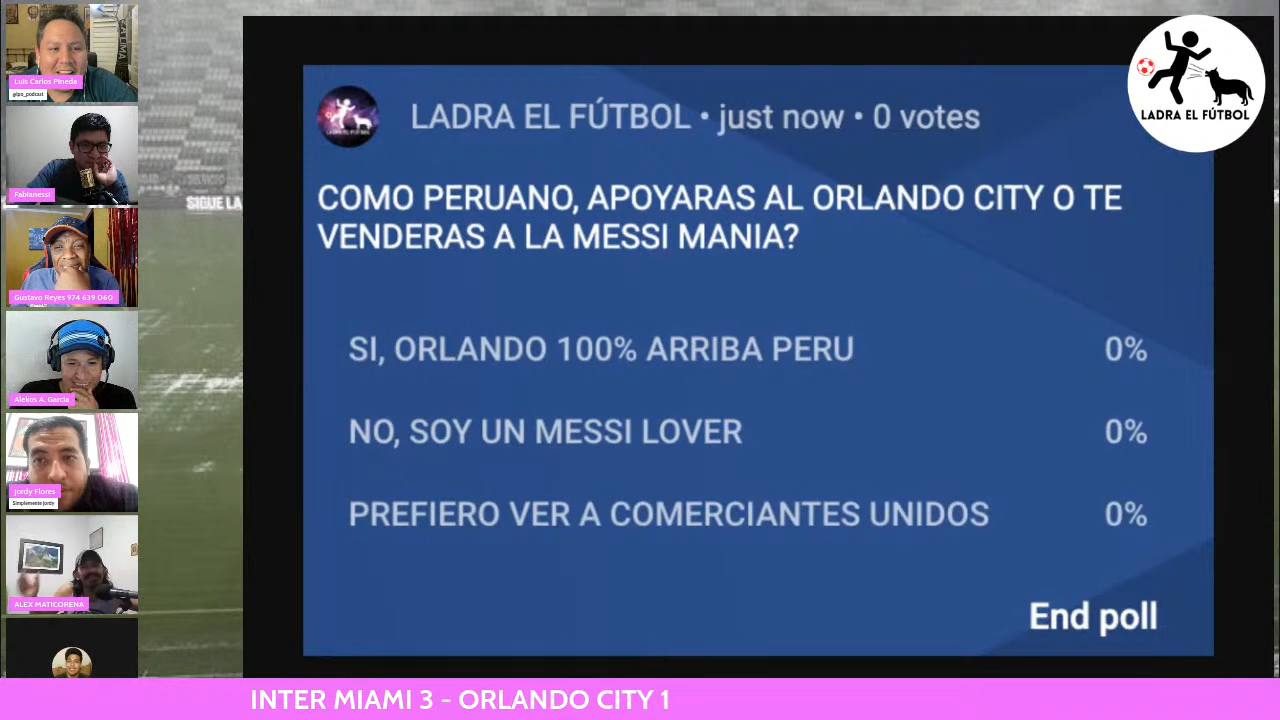 Luis Carlos Pineda
gipo_podcast
Fabianessi
Gustavo Reyes 974 639 060
Alekos A. Garcia
Jordy Flores
Simplemente Jordy
ALEX MATICORENA
SIGUE LA
LADRA EL FÚTBOL • just now • 0 votes
COMO PERUANO, APOYARAS AL ORLANDO CITY O TE
VENDERAS A LA MESSI MANIA?
SI, ORLANDO 100% ARRIBA PERU 0%
NO, SOY UN MESSI LOVER 0%
PREFIERO VER A COMERCIANTES UNIDOS 0%
End poll
LADRA EL FÚTBOL
INTER MIAMI 3 - ORLANDO CITY 1